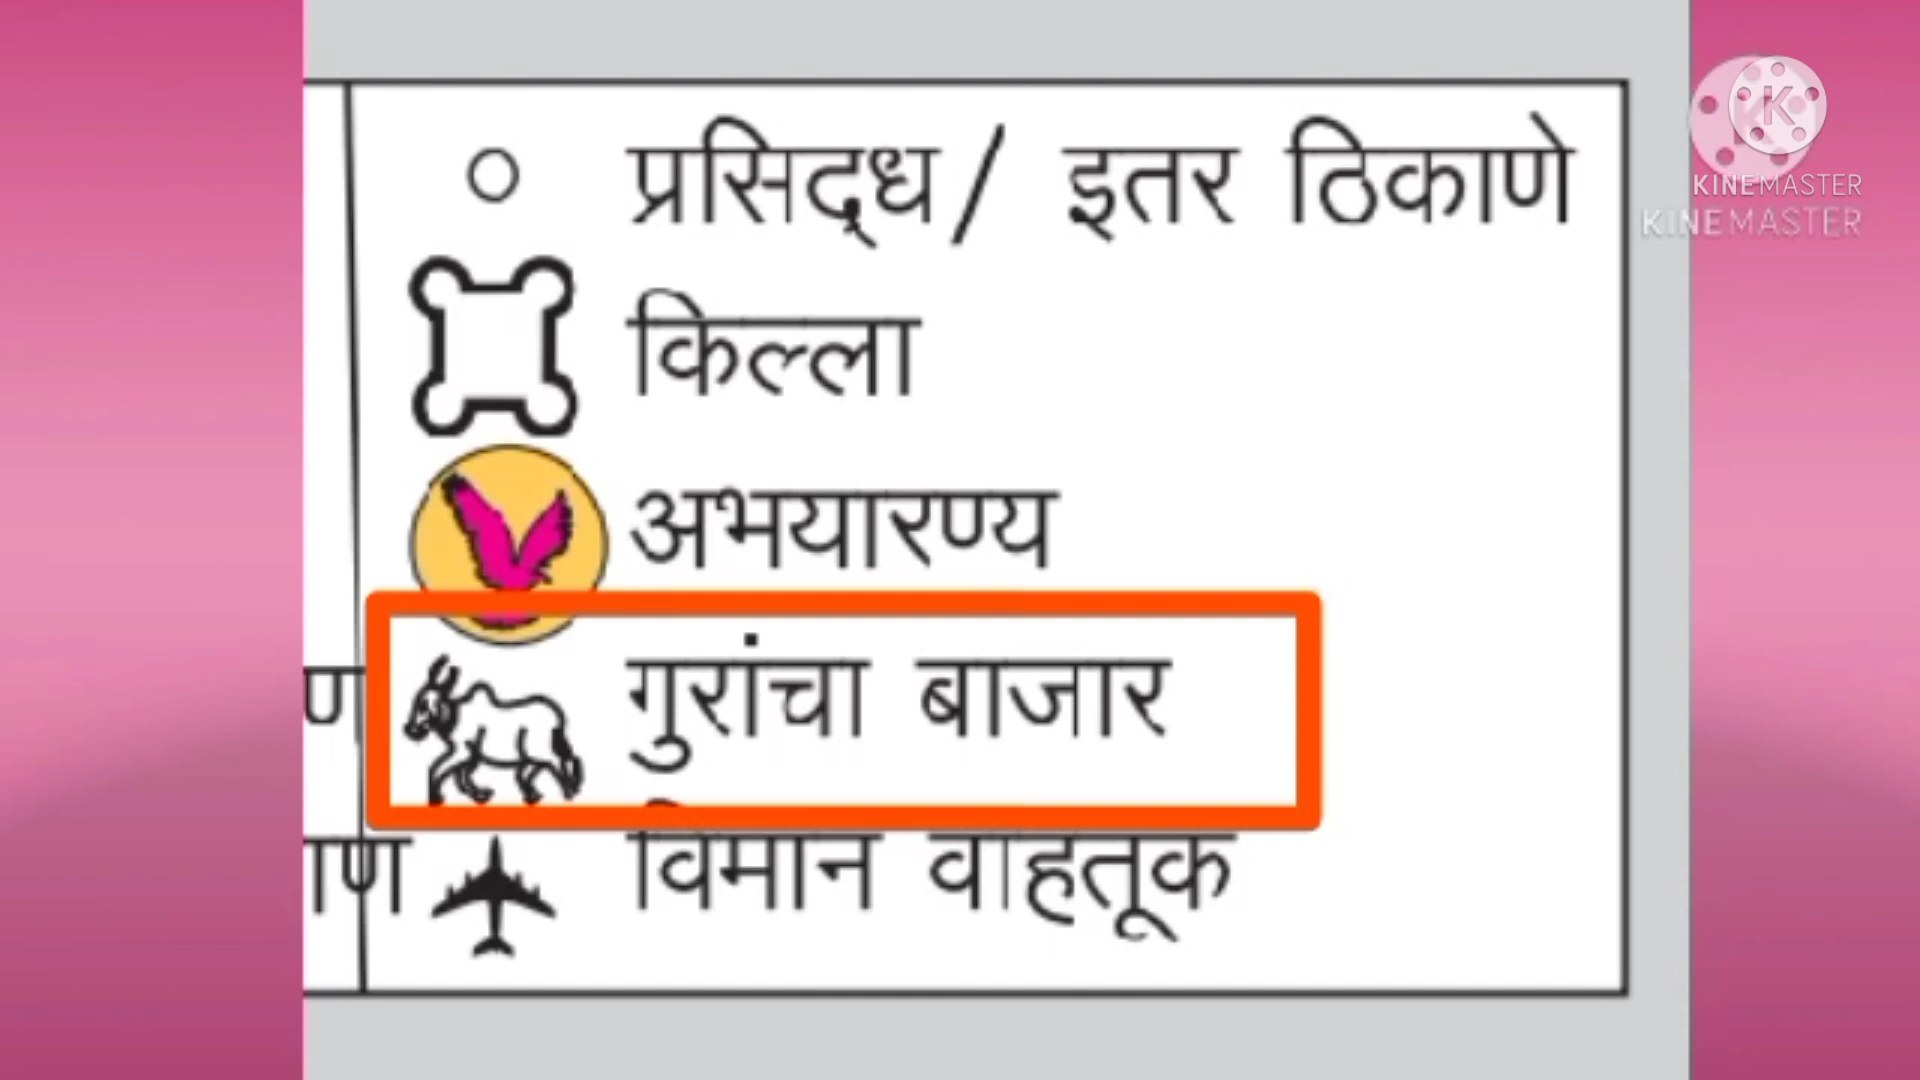 प्रसिद्ध/ इतर ठिकाणे
किल्ला
अभयारण्य
गुरांचा बाजार
विमान वाहतूक
KINEMASTER
KINEMASTER